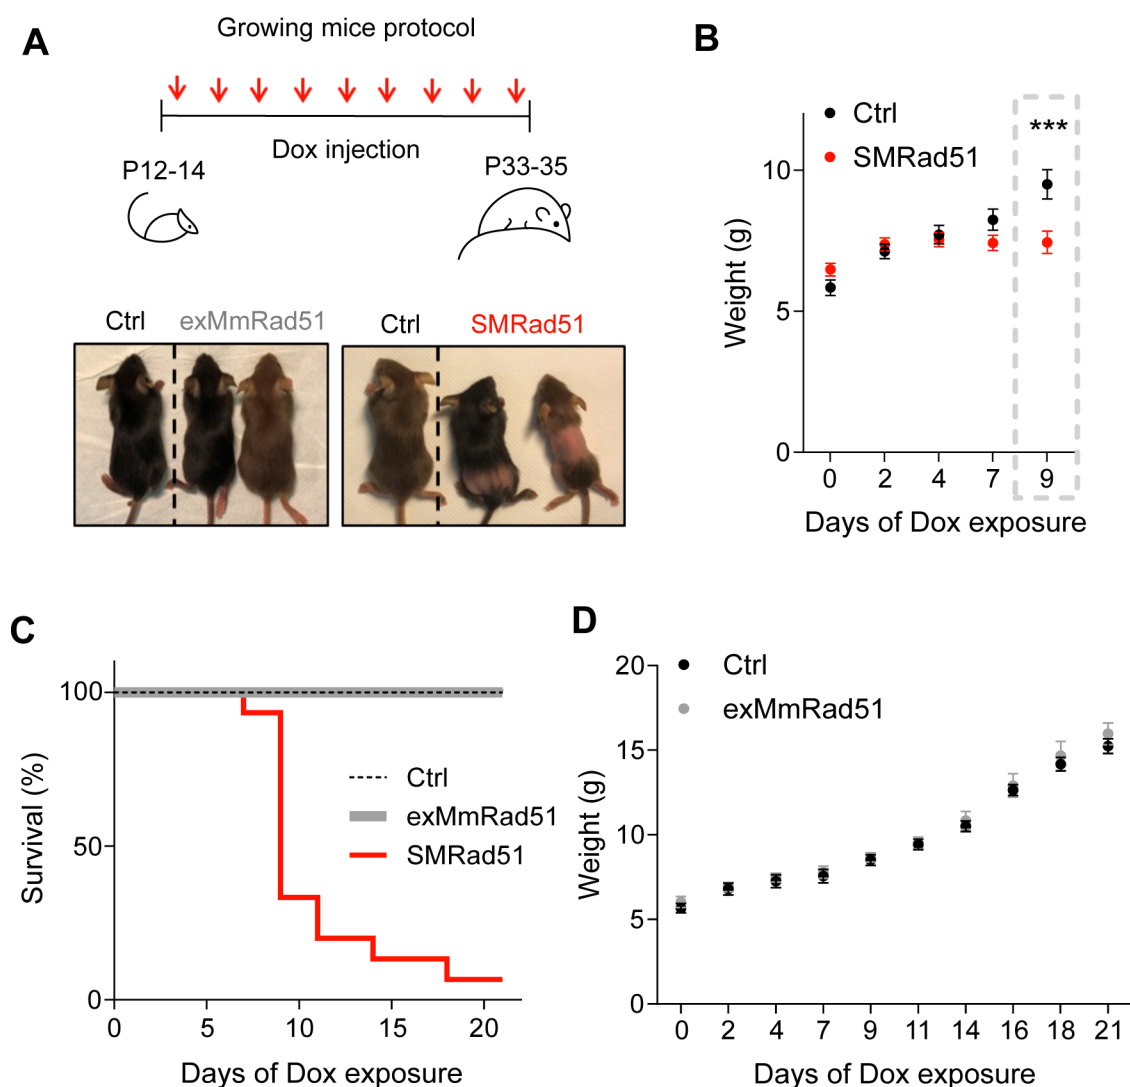 A
Growing mice protocol
Dox injection
P12-14
P33-35
Ctrl
exMmRad51
Ctrl
SMRad51
B
Ctrl
SMRad51
***
Weight (g)
10
5
0
0 2 4 7 9
Days of Dox exposure
C
Survival (%)
100
50
0
Ctrl
exMmRad51
SMRad51
0 5 10 15 20
Days of Dox exposure
D
Ctrl
exMmRad51
Weight (g)
20
15
10
5
0
0 2 4 7 9 11 14 16 18 21
Days of Dox exposure